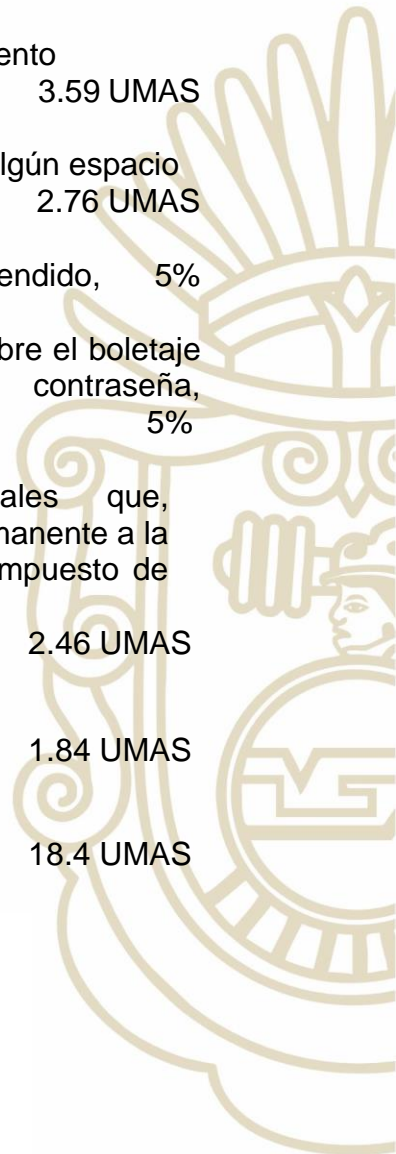 ento
3.59 UMAS
lgún espacio
2.76 UMAS
endido, 5%
bre el boletaje
contraseña,
5%
ales que,
manente a la
mpuesto de
2.46 UMAS
1.84 UMAS
18.4 UMAS